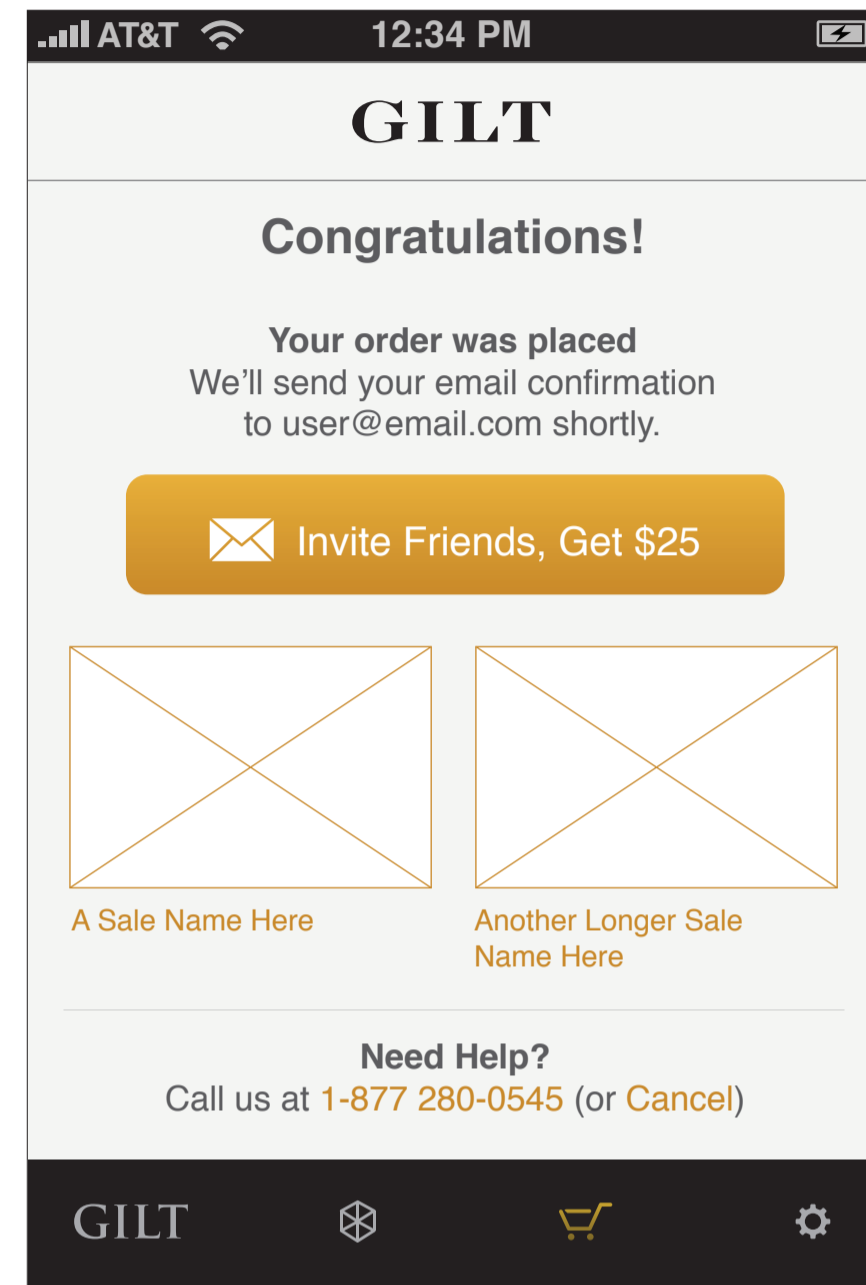 AT&T 12:34 PM
GILT
Congratulations!
Your order was placed
We’ll send your email confirmation
to user@email.com shortly.
Invite Friends, Get $25
A Sale Name Here
Another Longer Sale
Name Here
Need Help?
Call us at 1-877 280-0545 (or Cancel)
GILT